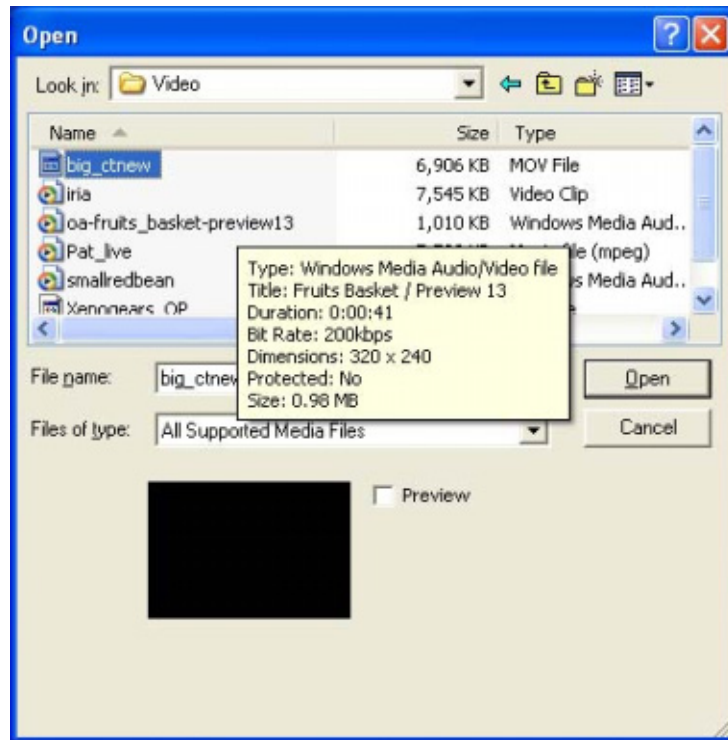 Open
Look in: Video
Name Size Type
big_ctnew 6,906 KB MOV File
iria 7,545 KB Video Clip
oa-fruits_basket-preview13 1,010 KB Windows Media Aud..
Pat_live (mpeg)
smallredbean Aud..
Xenogears_OP
Type: Windows Media Audio/Video file
Title: Fruits Basket / Preview 13
Duration: 0:00:41
Bit Rate: 200kbps
Dimensions: 320 x 240
Protected: No
Size: 0.98 MB
File name: big_ctnew Open
Files of type: All Supported Media Files Cancel
Preview